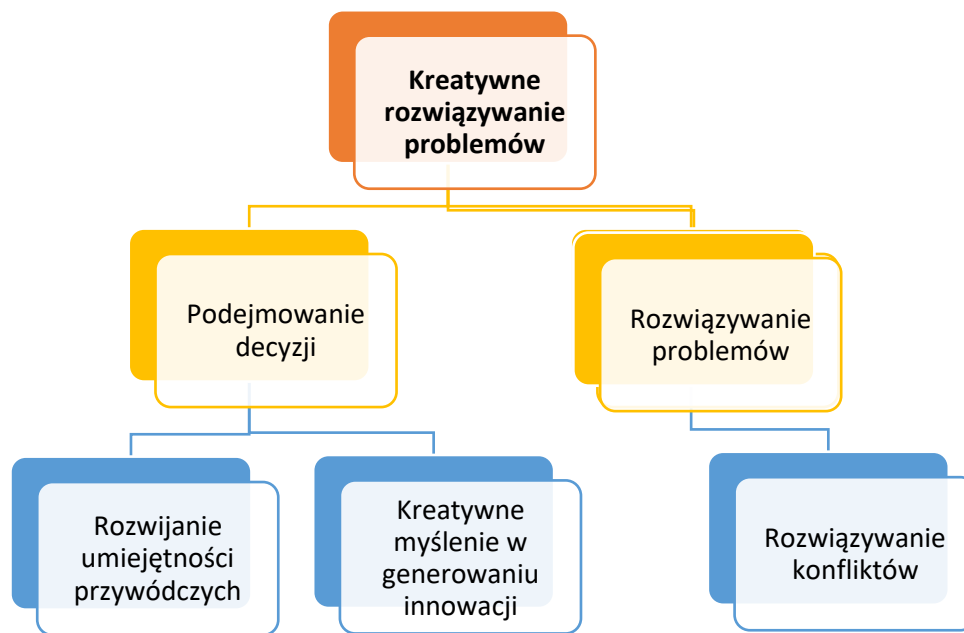 Kreatywne
rozwiązywanie
problemów
Podejmowanie
decyzji
Rozwiązywanie
problemów
Rozwijanie
umiejętności
przywódczych
Kreatywne
myślenie w
generowaniu
innowacji
Rozwiązywanie
konfliktów